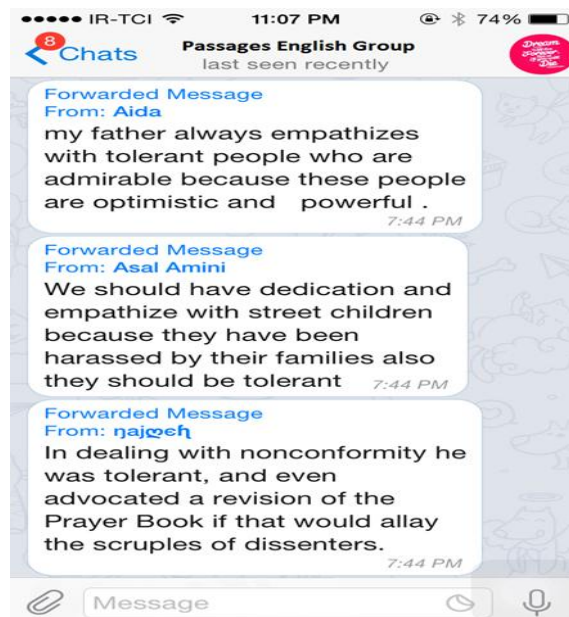 IR-TCI 11:07 PM 74%
8
Chats Passages English Group
last seen recently
Dream
Forever
Die
Forwarded Message
From: Aida
my father always empathizes
with tolerant people who are
admirable because these people
are optimistic and powerful .
7:44 PM
Forwarded Message
From: Asal Amini
We should have dedication and
empathize with street children
because they have been
harassed by their families also
they should be tolerant 7:44 PM
Forwarded Message
From: ղajღɕɧ
In dealing with nonconformity he
was tolerant, and even
advocated a revision of the
Prayer Book if that would allay
the scruples of dissenters.
7:44 PM
Message